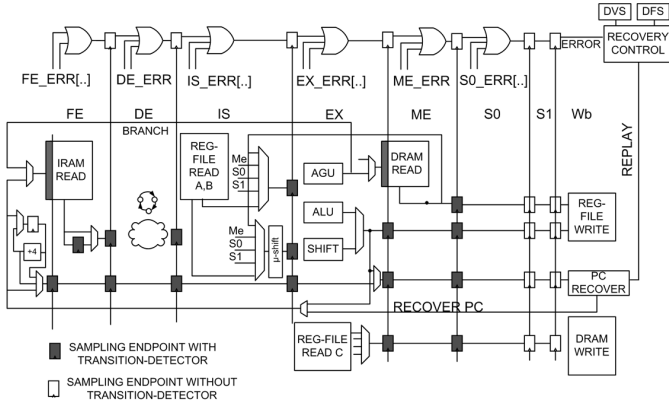 DVS
DFS
ERROR
RECOVERY
CONTROL
FE_ERR[..]
DE_ERR
IS_ERR[..]
EX_ERR[..]
ME_ERR
S0_ERR[..]
FE
DE
IS
EX
ME
S0
S1
Wb
BRANCH
REPLAY
IRAM
READ
REG-
FILE
READ
A,B
Me
S0
S1
AGU
DRAM
READ
ALU
SHIFT
Me
S0
S1
μ-shift
+4
REG-
FILE
WRITE
PC
RECOVER
RECOVER PC
REG-FILE
READ C
DRAM
WRITE
SAMPLING ENDPOINT WITH
TRANSITION-DETECTOR
SAMPLING ENDPOINT WITHOUT
TRANSITION-DETECTOR